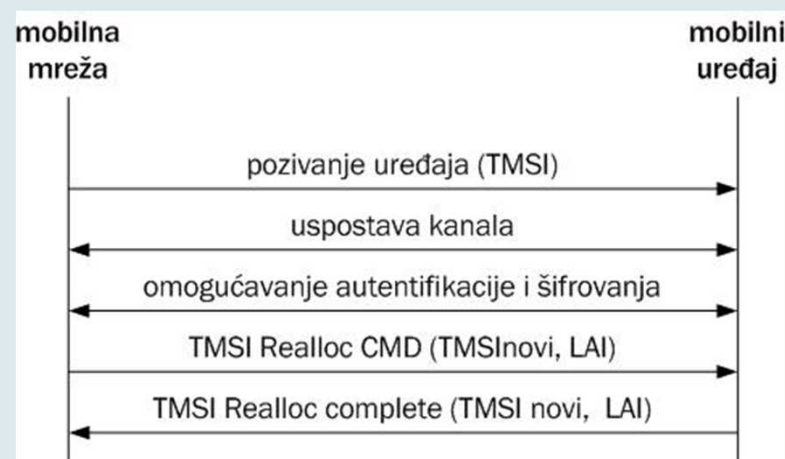 mobilna
mreža
mobilni
uređaj
pozivanje uređaja (TMSI)
uspostava kanala
omogućavanje autentifikacije i šifrovanja
TMSI Realloc CMD (TMSInovi, LAI)
TMSI Realloc complete (TMSI novi, LAI)